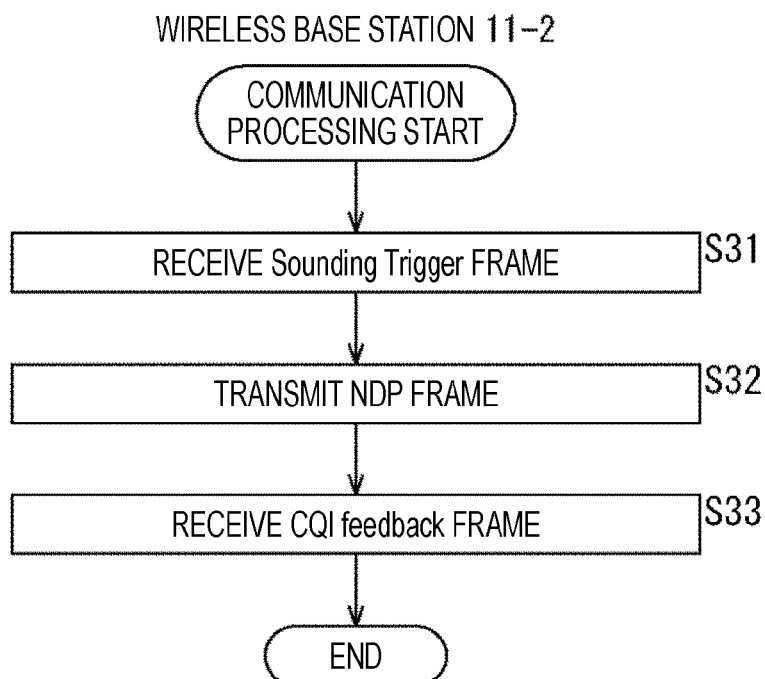 WIRELESS BASE STATION 11-2
COMMUNICATION
PROCESSING START
RECEIVE Sounding Trigger FRAME
S31
TRANSMIT NDP FRAME
S32
RECEIVE CQI feedback FRAME
S33
END